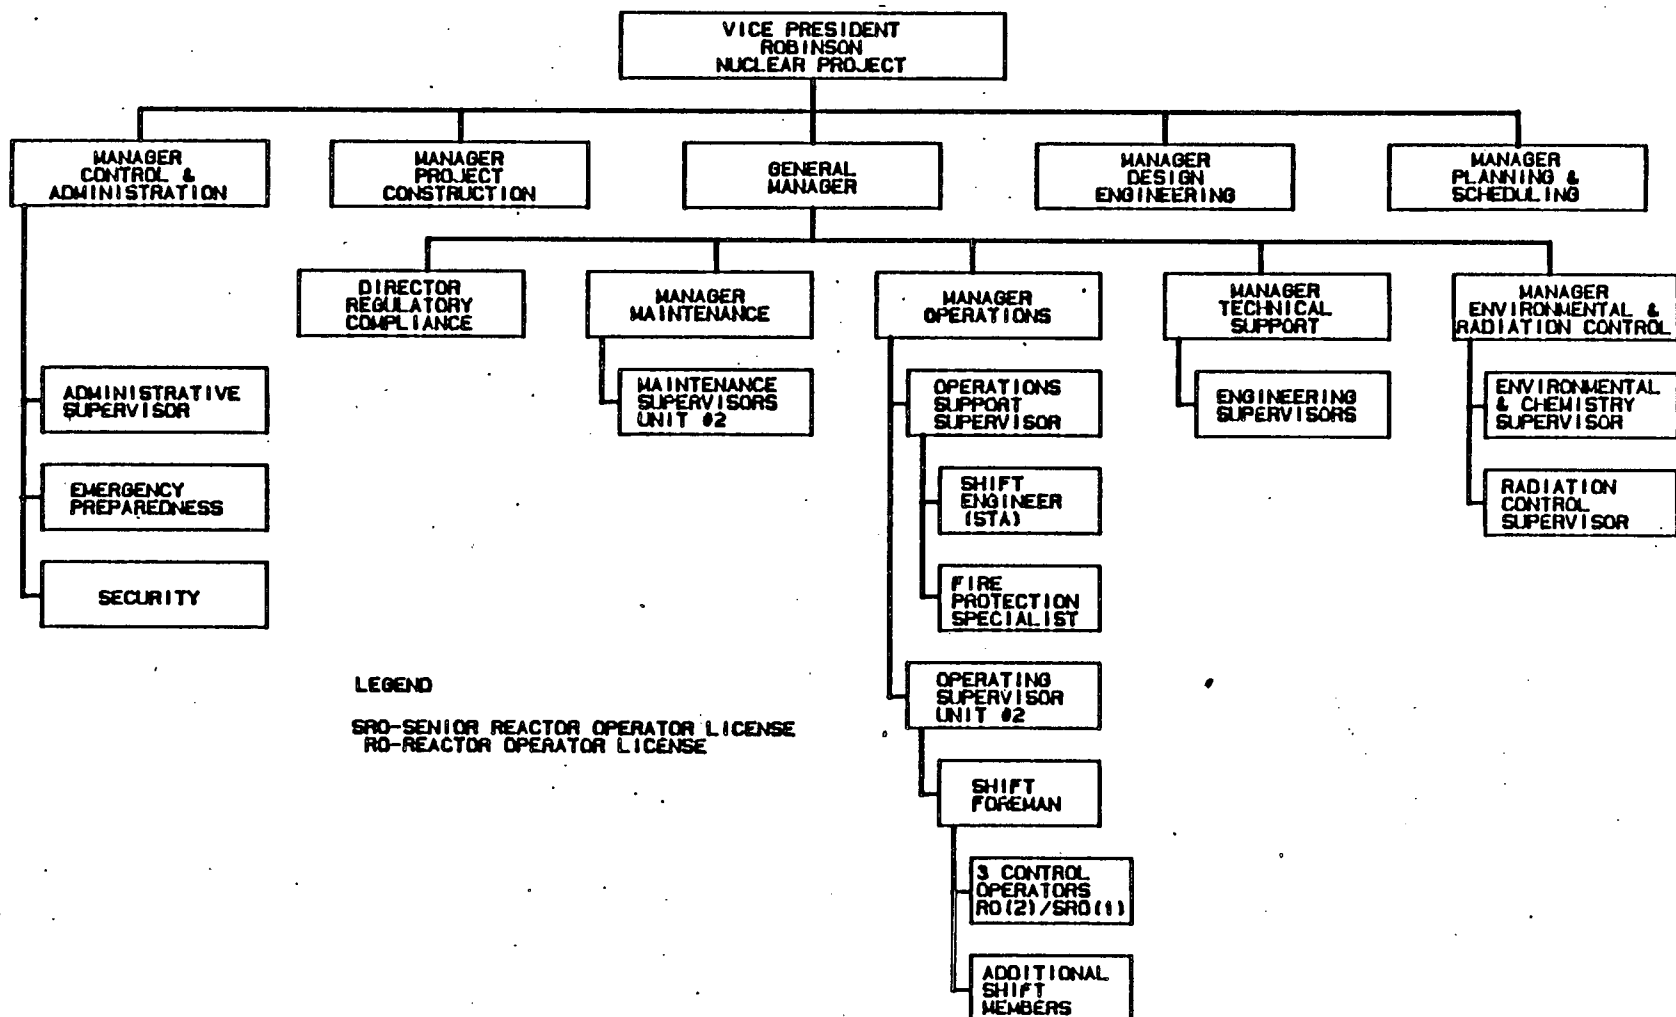 VICE PRESIDENT
ROBINSON
NUCLEAR PROJECT
MANAGER
CONTROL &
ADMINISTRATION
MANAGER
PROJECT
CONSTRUCTION
GENERAL
MANAGER
MANAGER
DESIGN
ENGINEERING
MANAGER
PLANNING &
SCHEDULING
DIRECTOR
REGULATORY
COMPLIANCE
MANAGER
MAINTENANCE
MANAGER
OPERATIONS
MANAGER
TECHNICAL
SUPPORT
MANAGER
ENVIRONMENTAL &
RADIATION CONTROL
ADMINISTRATIVE
SUPERVISOR
MAINTENANCE
SUPERVISORS
UNIT #2
OPERATIONS
SUPPORT
SUPERVISOR
ENGINEERING
SUPERVISORS
ENVIRONMENTAL
& CHEMISTRY
SUPERVISOR
EMERGENCY
PREPAREDNESS
SHIFT
ENGINEER
(STA)
RADIATION
CONTROL
SUPERVISOR
SECURITY
FIRE
PROTECTION
SPECIALIST
OPERATING
SUPERVISOR
UNIT #2
LEGEND
SRO-SENIOR REACTOR OPERATOR LICENSE
RO-REACTOR OPERATOR LICENSE
SHIFT
FOREMAN
3 CONTROL
OPERATORS
RO(2)/SRO(1)
ADDITIONAL
SHIFT
MEMBERS